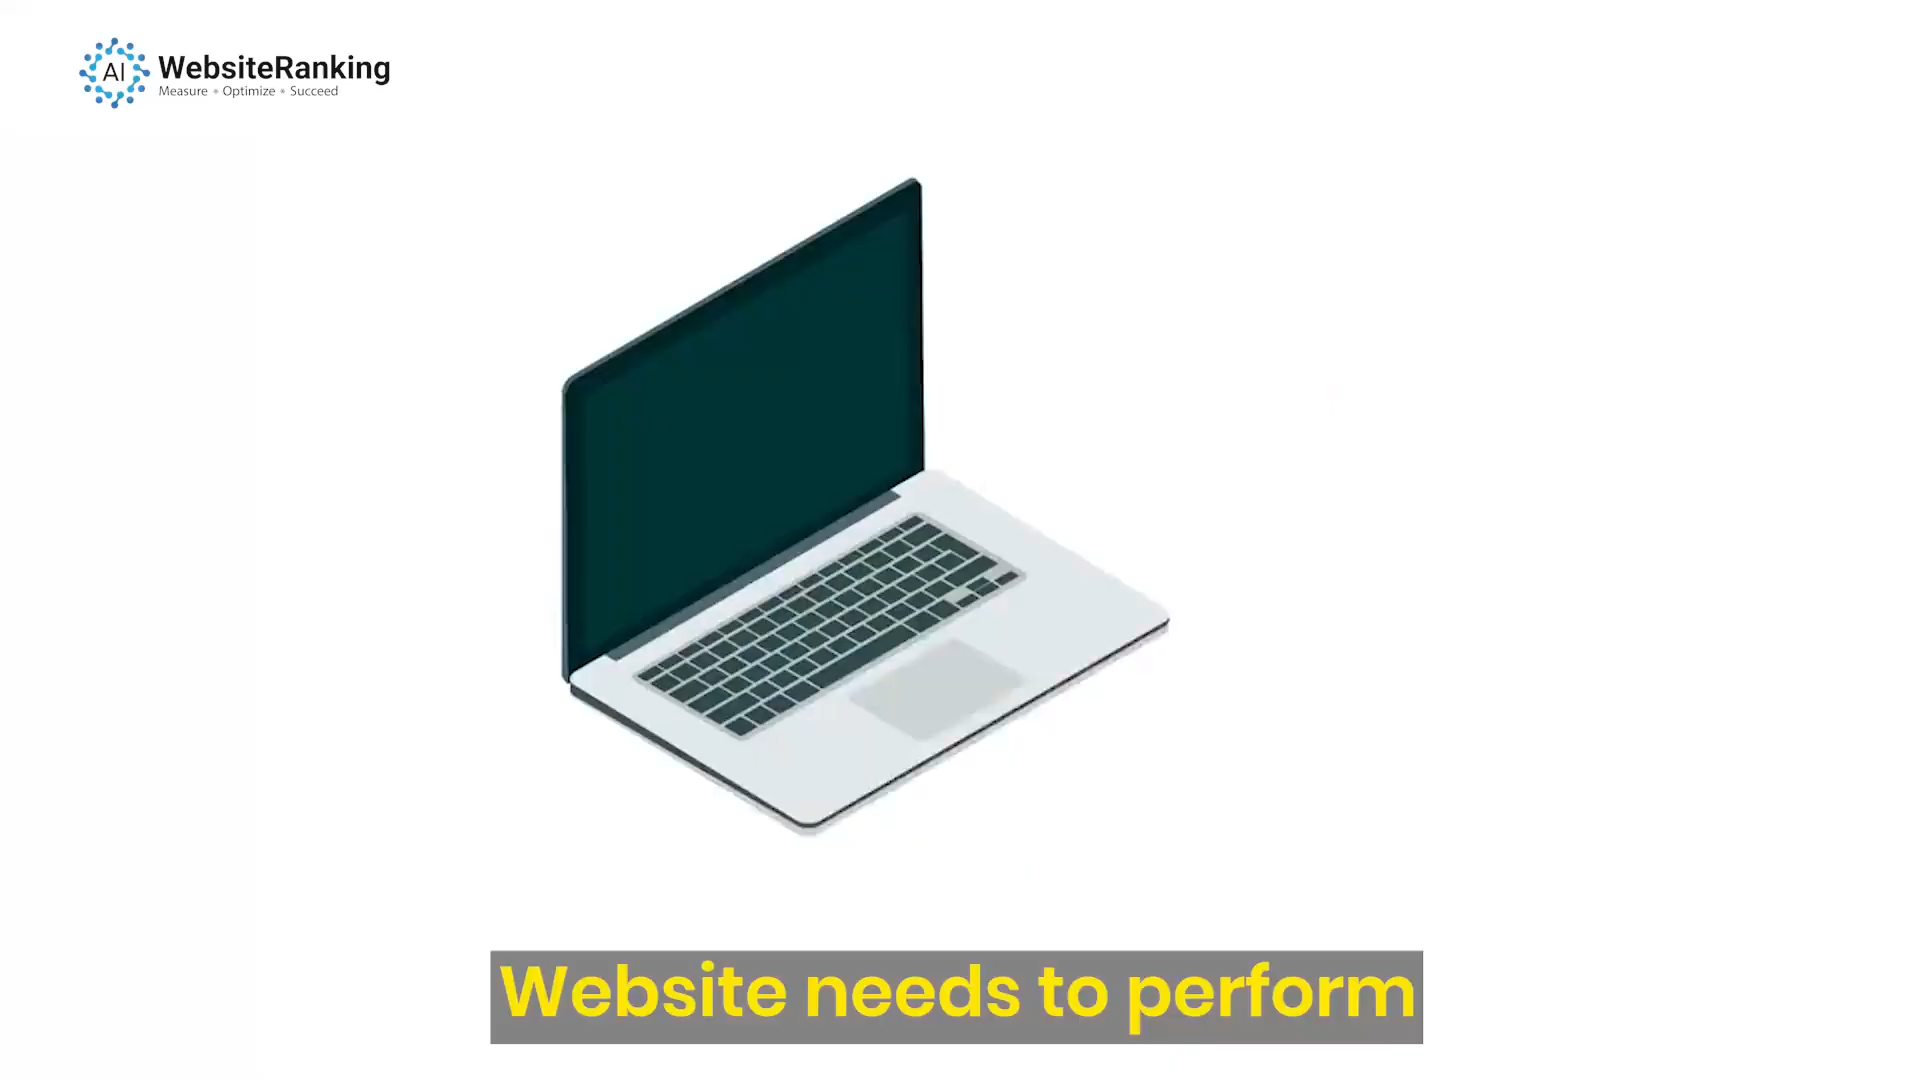 AI WebsiteRanking
Measure • Optimize • Succeed
Website needs to perform